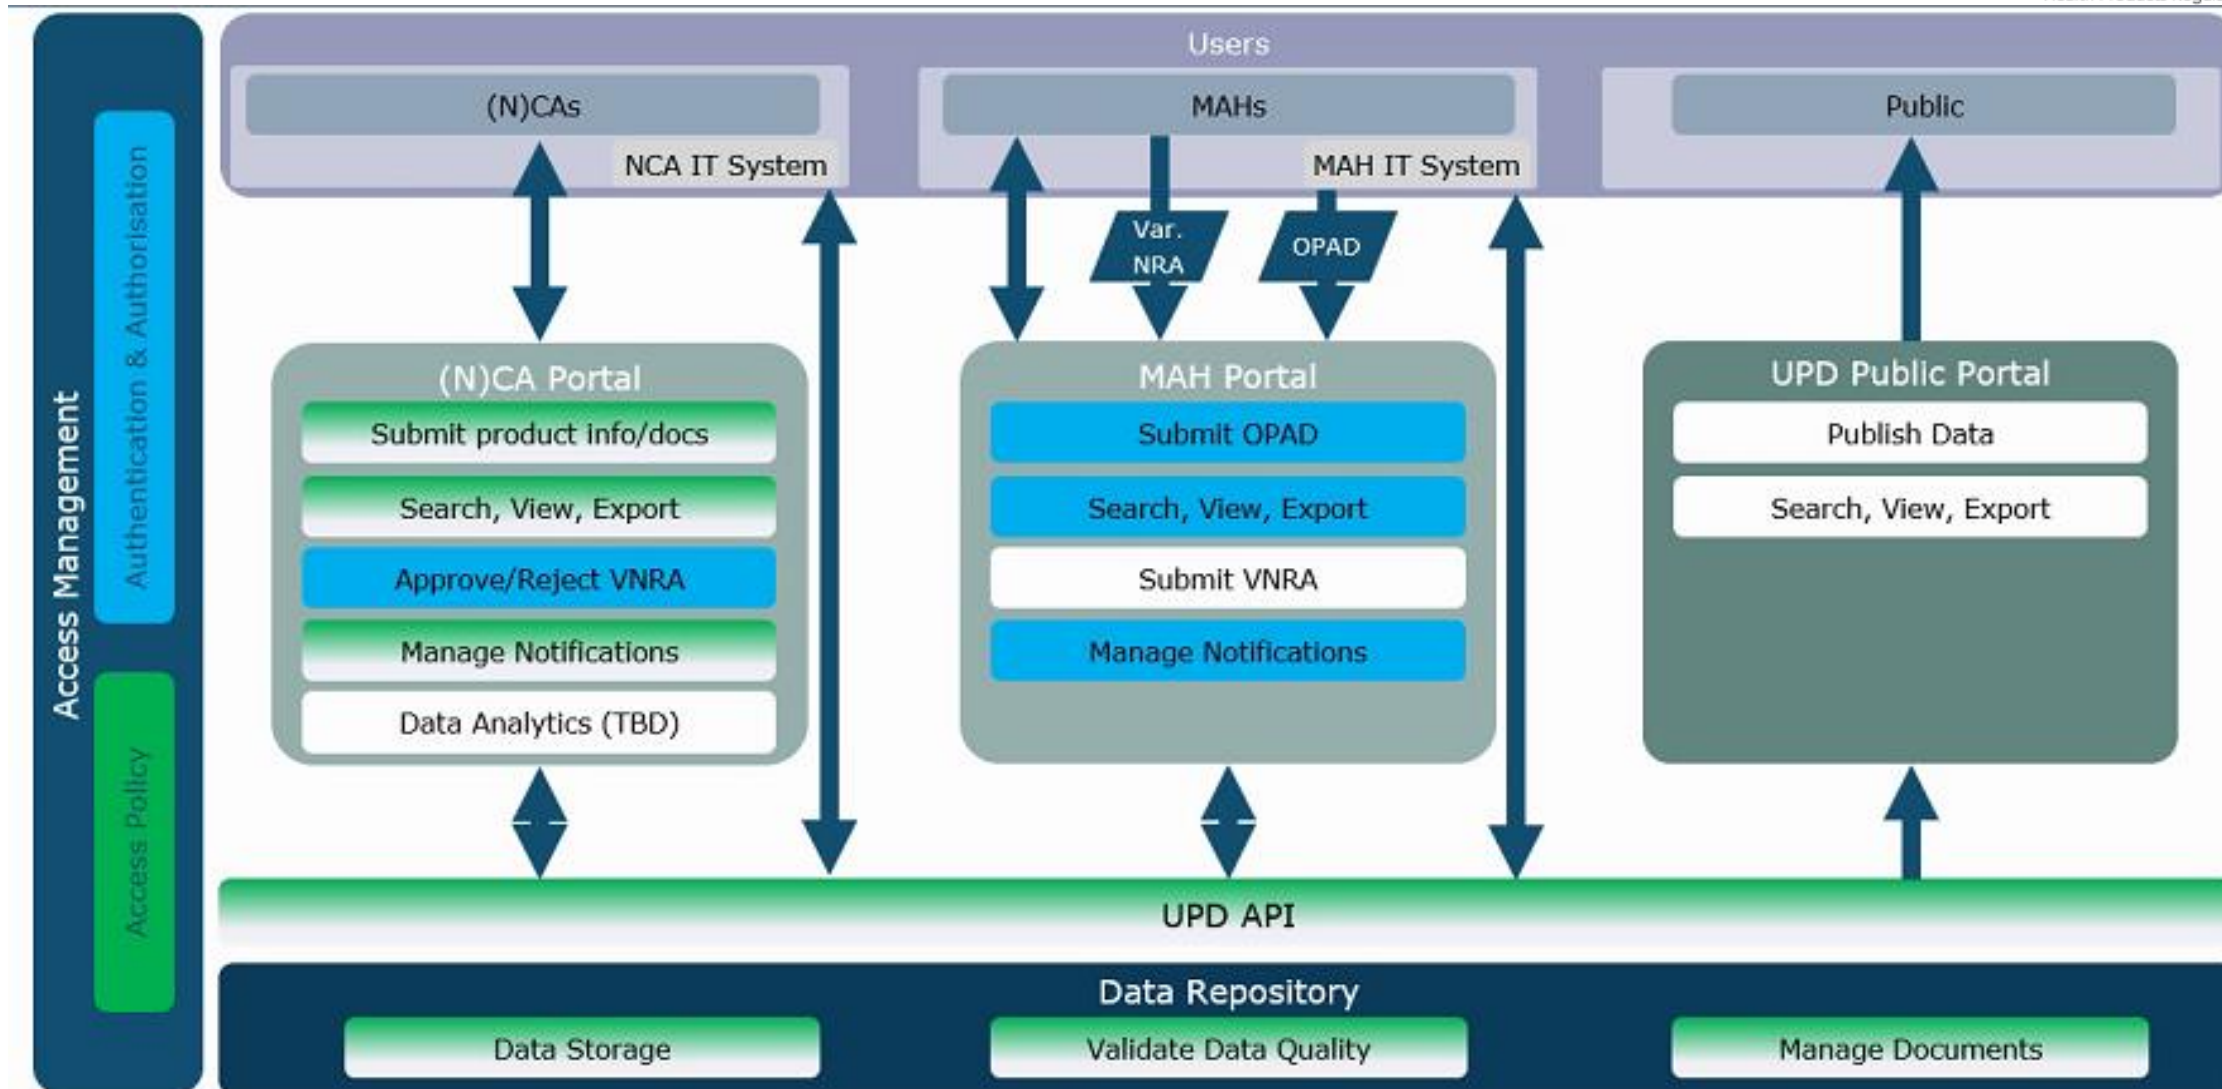 Users
(N)CAs
MAHs
Public
NCA IT System
MAH IT System
Var.
NRA
OPAD
Access Management
Authentication & Authorisation
Access Policy
(N)CA Portal
Submit product info/docs
Search, View, Export
Approve/Reject VNRA
Manage Notifications
Data Analytics (TBD)
MAH Portal
Submit OPAD
Search, View, Export
Submit VNRA
Manage Notifications
UPD Public Portal
Publish Data
Search, View, Export
UPD API
Data Repository
Data Storage
Validate Data Quality
Manage Documents